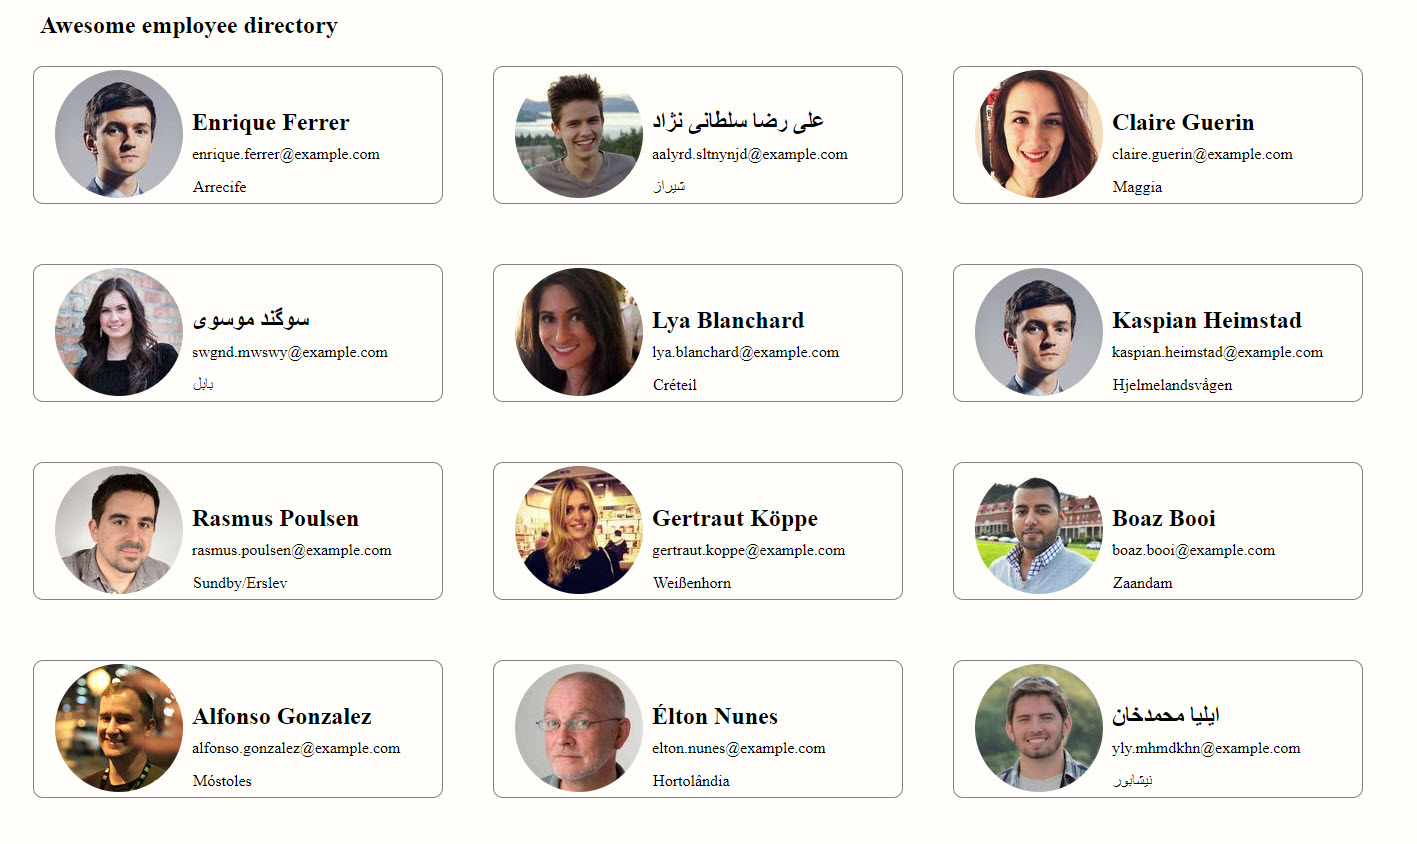 Awesome employee directory
Enrique Ferrer
enrique.ferrer@example.com
Arrecife
علی رضا سلطانی نژاد
aalyrd.sltnynjd@example.com
شیراز
Claire Guerin
claire.guerin@example.com
Maggia
سوگند موسوی
swgnd.mwswy@example.com
بابل
Lya Blanchard
lya.blanchard@example.com
Créteil
Kaspian Heimstad
kaspian.heimstad@example.com
Hjelmelandsvågen
Rasmus Poulsen
rasmus.poulsen@example.com
Sundby/Erslev
Gertraut Köppe
gertraut.koppe@example.com
Weißenhorn
Boaz Booi
boaz.booi@example.com
Zaandam
Alfonso Gonzalez
alfonso.gonzalez@example.com
Móstoles
Élton Nunes
elton.nunes@example.com
Hortolândia
ایلیا محمدخان
yly.mhmdkhn@example.com
نیشابور